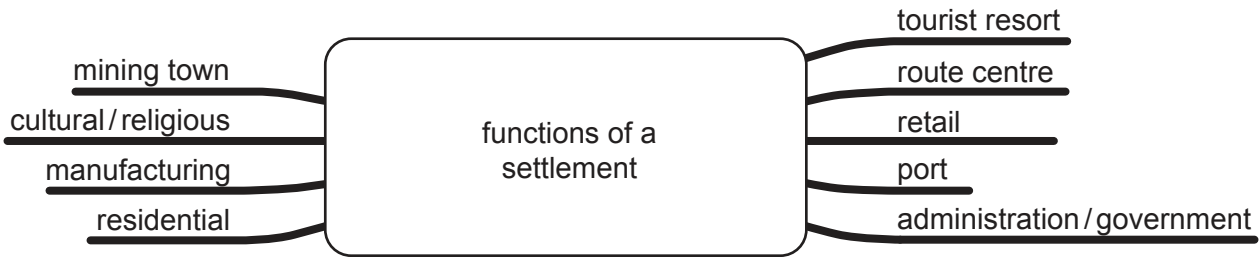 mining town
cultural/religious
manufacturing
residential
functions of a
settlement
tourist resort
route centre
retail
port
administration/government